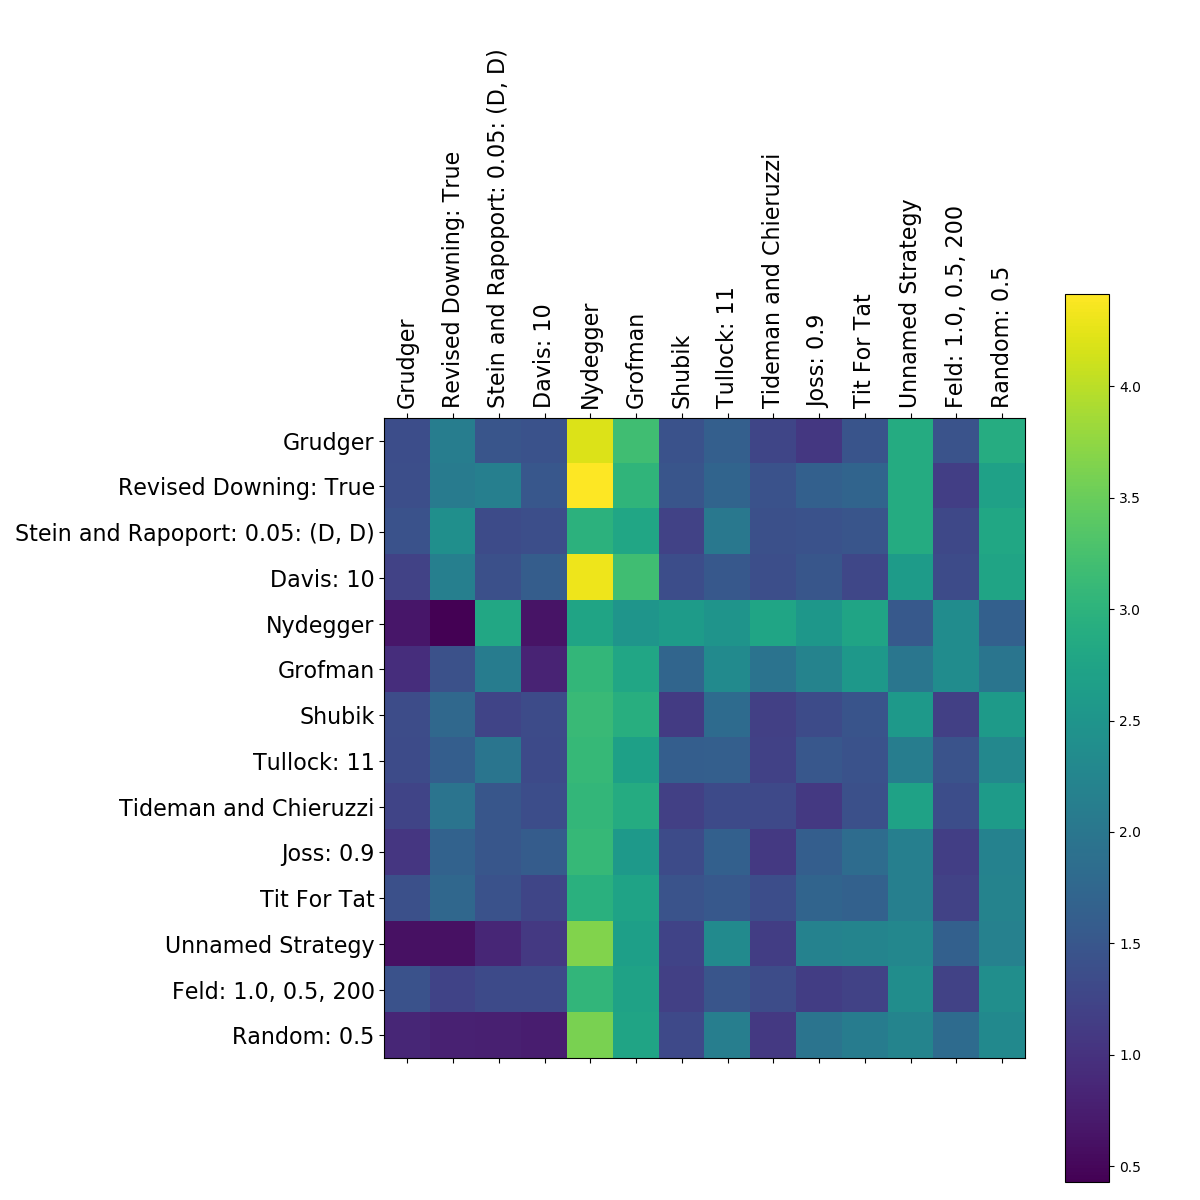 Grudger
Revised Downing: True
Stein and Rapoport: 0.05: (D, D)
Davis: 10
Nydegger
Grofman
Shubik
Tullock: 11
Tideman and Chieruzzi
Joss: 0.9
Tit For Tat
Unnamed Strategy
Feld: 1.0, 0.5, 200
Random: 0.5
Grudger
Revised Downing: True
Stein and Rapoport: 0.05: (D, D)
Davis: 10
Nydegger
Grofman
Shubik
Tullock: 11
Tideman and Chieruzzi
Joss: 0.9
Tit For Tat
Unnamed Strategy
Feld: 1.0, 0.5, 200
Random: 0.5
4.0
3.5
3.0
2.5
2.0
1.5
1.0
0.5